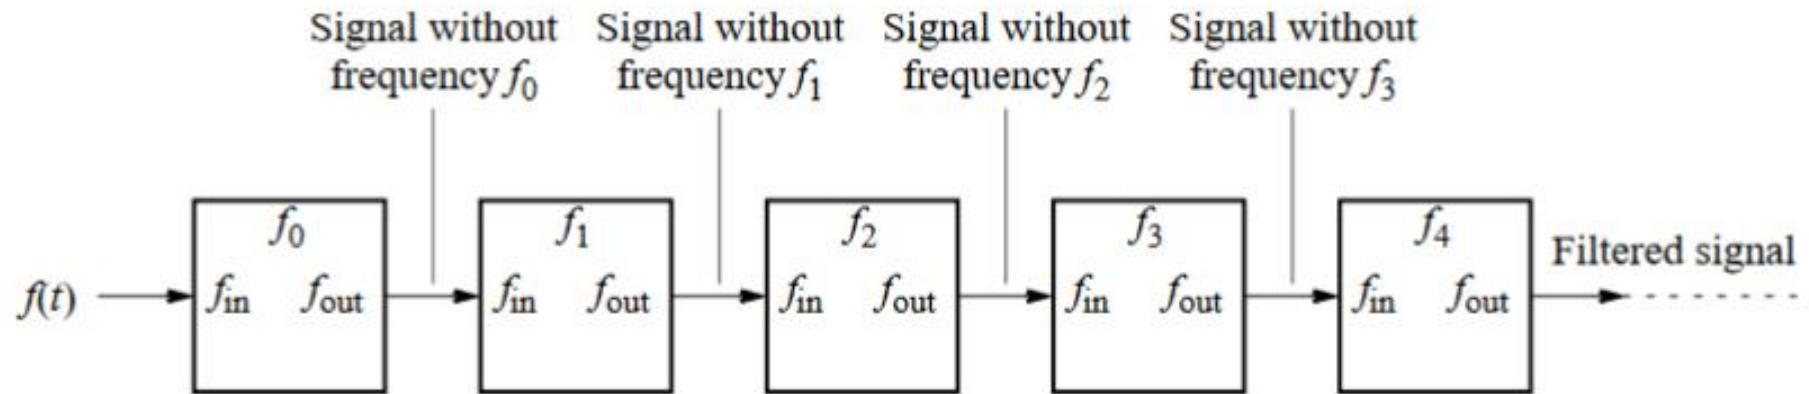 Signal without
frequency f0
Signal without
frequency f1
Signal without
frequency f2
Signal without
frequency f3
f(t)
f0
fin fout
f1
fin fout
f2
fin fout
f3
fin fout
f4
fin fout
Filtered signal